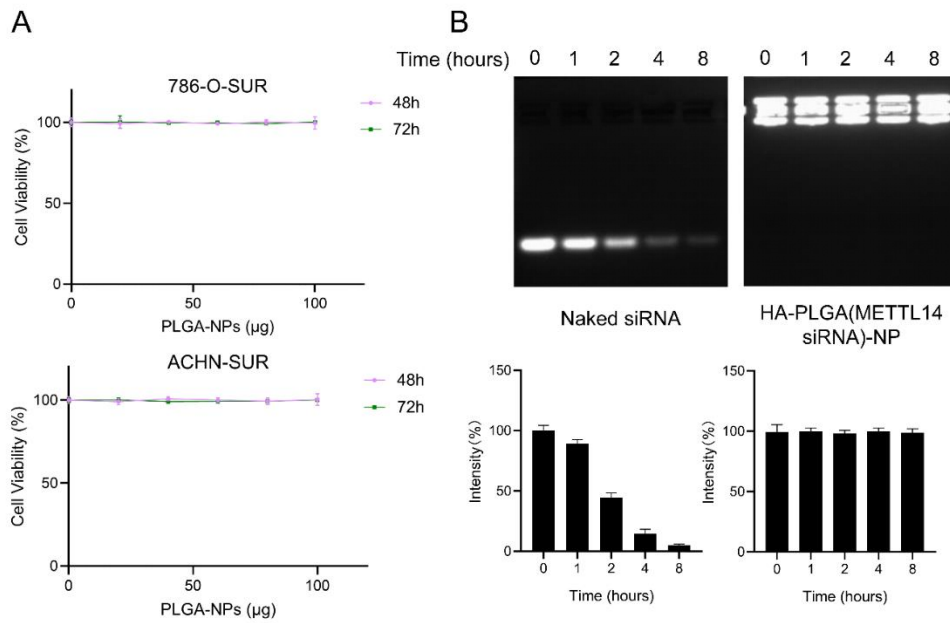 A
786-O-SUR
48h
72h
100
50
0
Cell Viability (%)
0
50
100
PLGA-NPs (µg)
ACHN-SUR
48h
72h
100
50
0
Cell Viability (%)
0
50
100
PLGA-NPs (µg)
B
Time (hours) 0 1 2 4 8
0 1 2 4 8
Naked siRNA
HA-PLGA(METTL14
siRNA)-NP
150
100
50
0
Intensity(%)
0 1 2 4 8
Time (hours)
150
100
50
0
Intensity(%)
0 1 2 4 8
Time (hours)